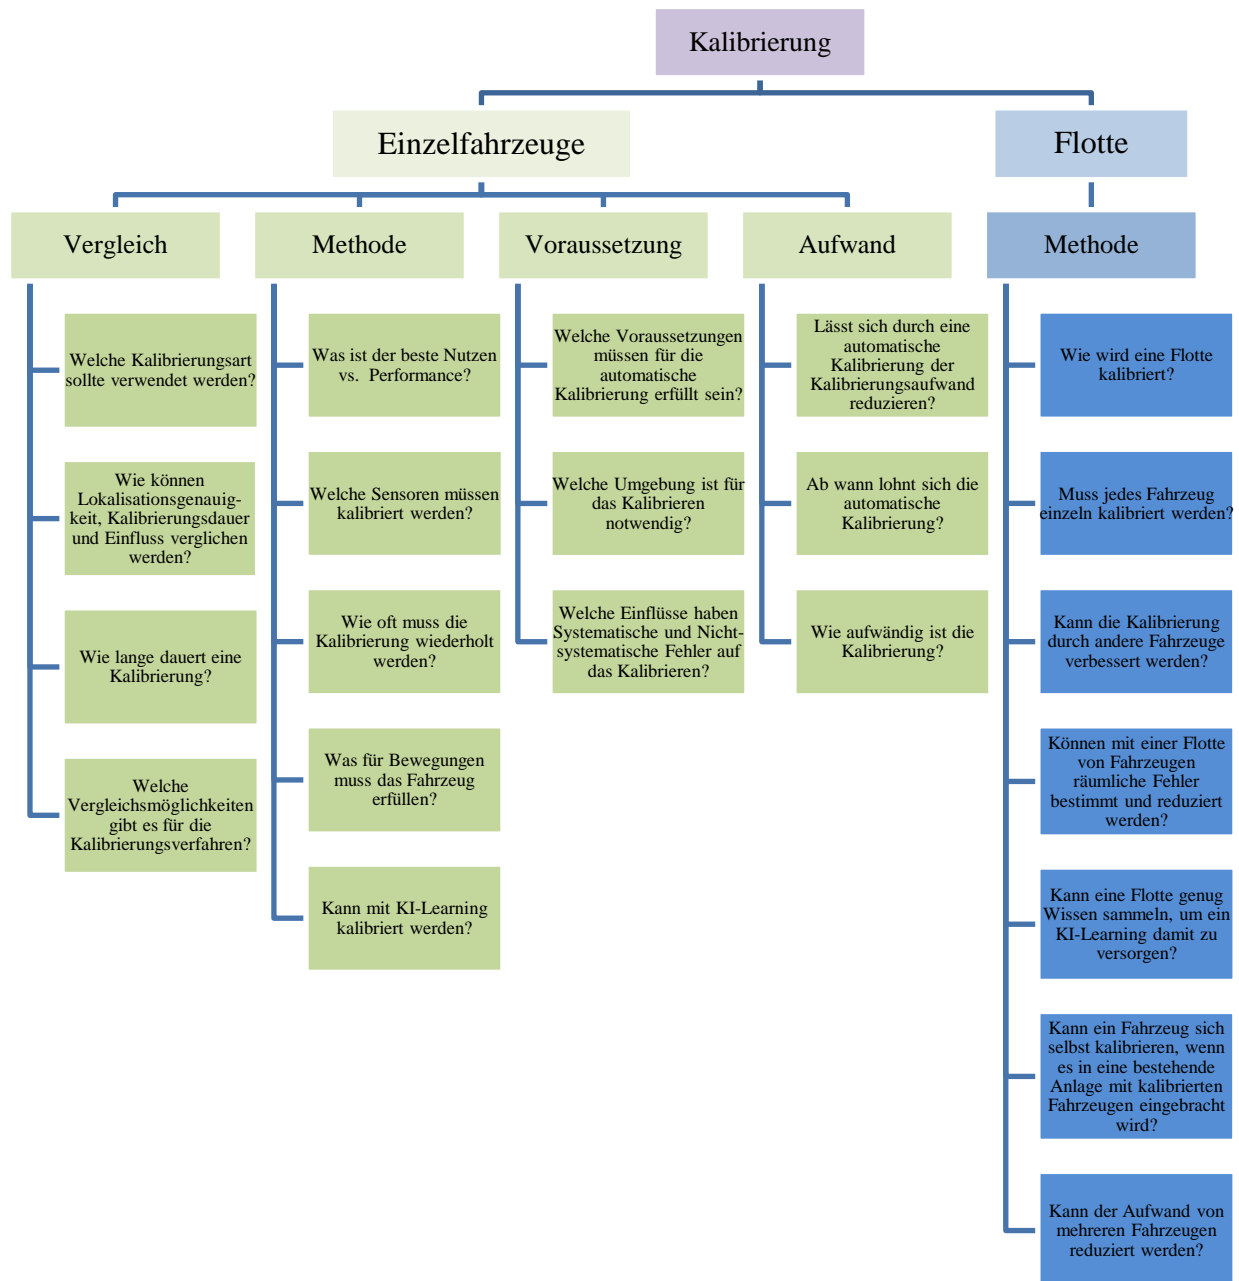 Kalibrierung
Einzelfahrzeuge
Flotte
Vergleich
Methode
Voraussetzung
Aufwand
Methode
Welche Kalibrierungsart
sollte verwendet werden?
Wie können
Lokalisationsgenauig-
keit, Kalibrierungsdauer
und Einfluss verglichen
werden?
Wie lange dauert eine
Kalibrierung?
Welche
Vergleichsmöglichkeiten
gibt es für die
Kalibrierungsverfahren?
Was ist der beste Nutzen
vs. Performance?
Welche Sensoren müssen
kalibriert werden?
Wie oft muss die
Kalibrierung wiederholt
werden?
Was für Bewegungen
muss das Fahrzeug
erfüllen?
Kann mit KI-Learning
kalibriert werden?
Welche Voraussetzungen
müssen für die
automatische
Kalibrierung erfüllt sein?
Welche Umgebung ist für
das Kalibrieren
notwendig?
Welche Einflüsse haben
Systematische und Nicht-
systematische Fehler auf
das Kalibrieren?
Lässt sich durch eine
automatische
Kalibrierung der
Kalibrierungsaufwand
reduzieren?
Ab wann lohnt sich die
automatische
Kalibrierung?
Wie aufwändig ist die
Kalibrierung?
Wie wird eine Flotte
kalibriert?
Muss jedes Fahrzeug
einzeln kalibriert werden?
Kann die Kalibrierung
durch andere Fahrzeuge
verbessert werden?
Können mit einer Flotte
von Fahrzeugen
räumliche Fehler
bestimmt und reduziert
werden?
Kann eine Flotte genug
Wissen sammeln, um ein
KI-Learning damit zu
versorgen?
Kann ein Fahrzeug sich
selbst kalibrieren, wenn
es in eine bestehende
Anlage mit kalibrierten
Fahrzeugen eingebracht
wird?
Kann der Aufwand von
mehreren Fahrzeugen
reduziert werden?